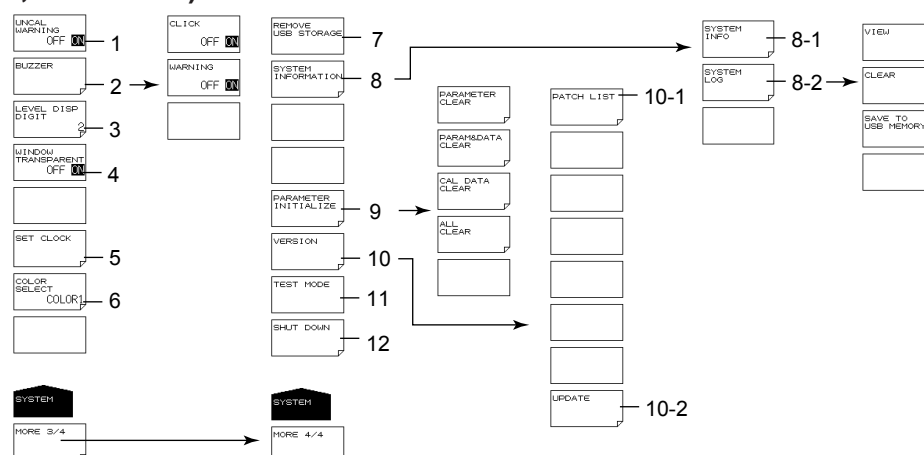 UNCAL
WARNING
OFF ON
1
BUZZER
2
LEVEL DISP
DIGIT
2
3
WINDOW
TRANSPARENT
OFF ON
4
SET CLOCK
5
COLOR
SELECT
COLOR1
6
SYSTEM
MORE 3/4
CLICK
OFF ON
WARNING
OFF ON
REMOVE
USB STORAGE
7
SYSTEM
INFORMATION
8
PARAMETER
INITIALIZE
9
VERSION
10
TEST MODE
11
SHUT DOWN
12
SYSTEM
MORE 4/4
PARAMETER
CLEAR
PARAM&DATA
CLEAR
CAL DATA
CLEAR
ALL
CLEAR
PATCH LIST
10-1
UPDATE
10-2
SYSTEM
INFO
8-1
SYSTEM
LOG
8-2
VIEW
CLEAR
SAVE TO
USB MEMORY